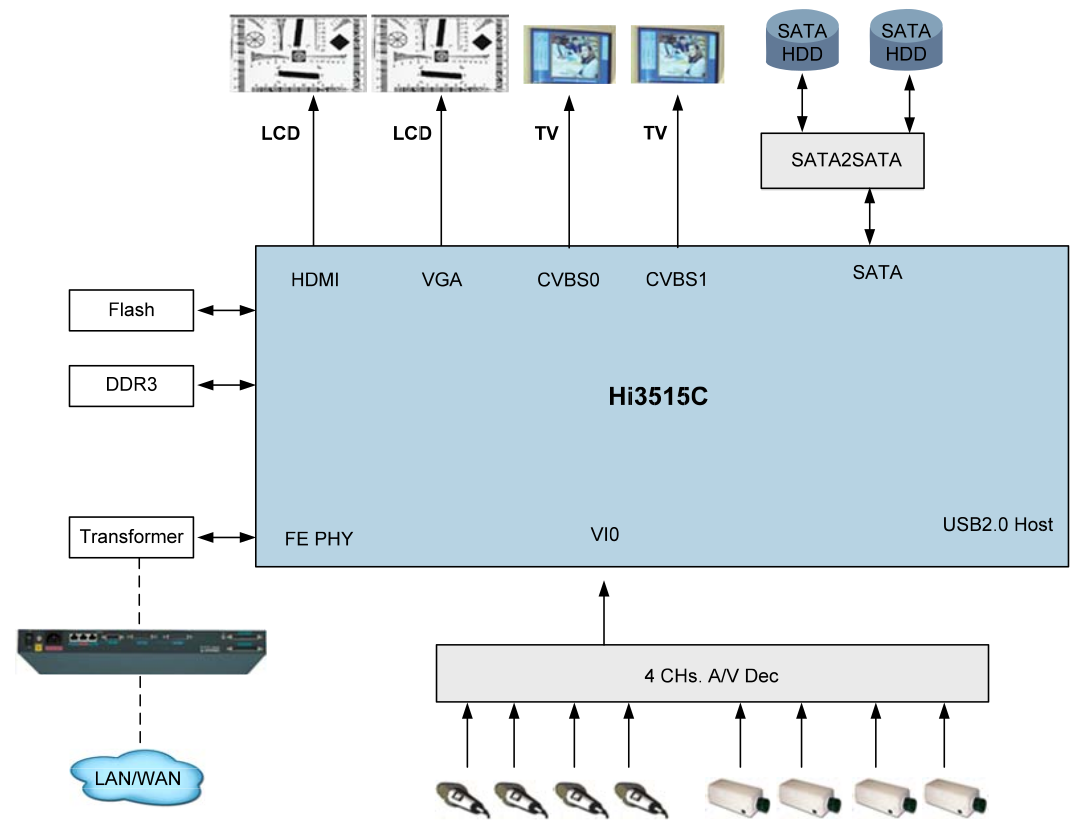 SATA
HDD
SATA
HDD
LCD
LCD
TV
TV
SATA2SATA
HDMI
VGA
CVBS0
CVBS1
SATA
Flash
DDR3
Hi3515C
Transformer
FE PHY
VI0
USB2.0 Host
4 CHs. A/V Dec
LAN/WAN